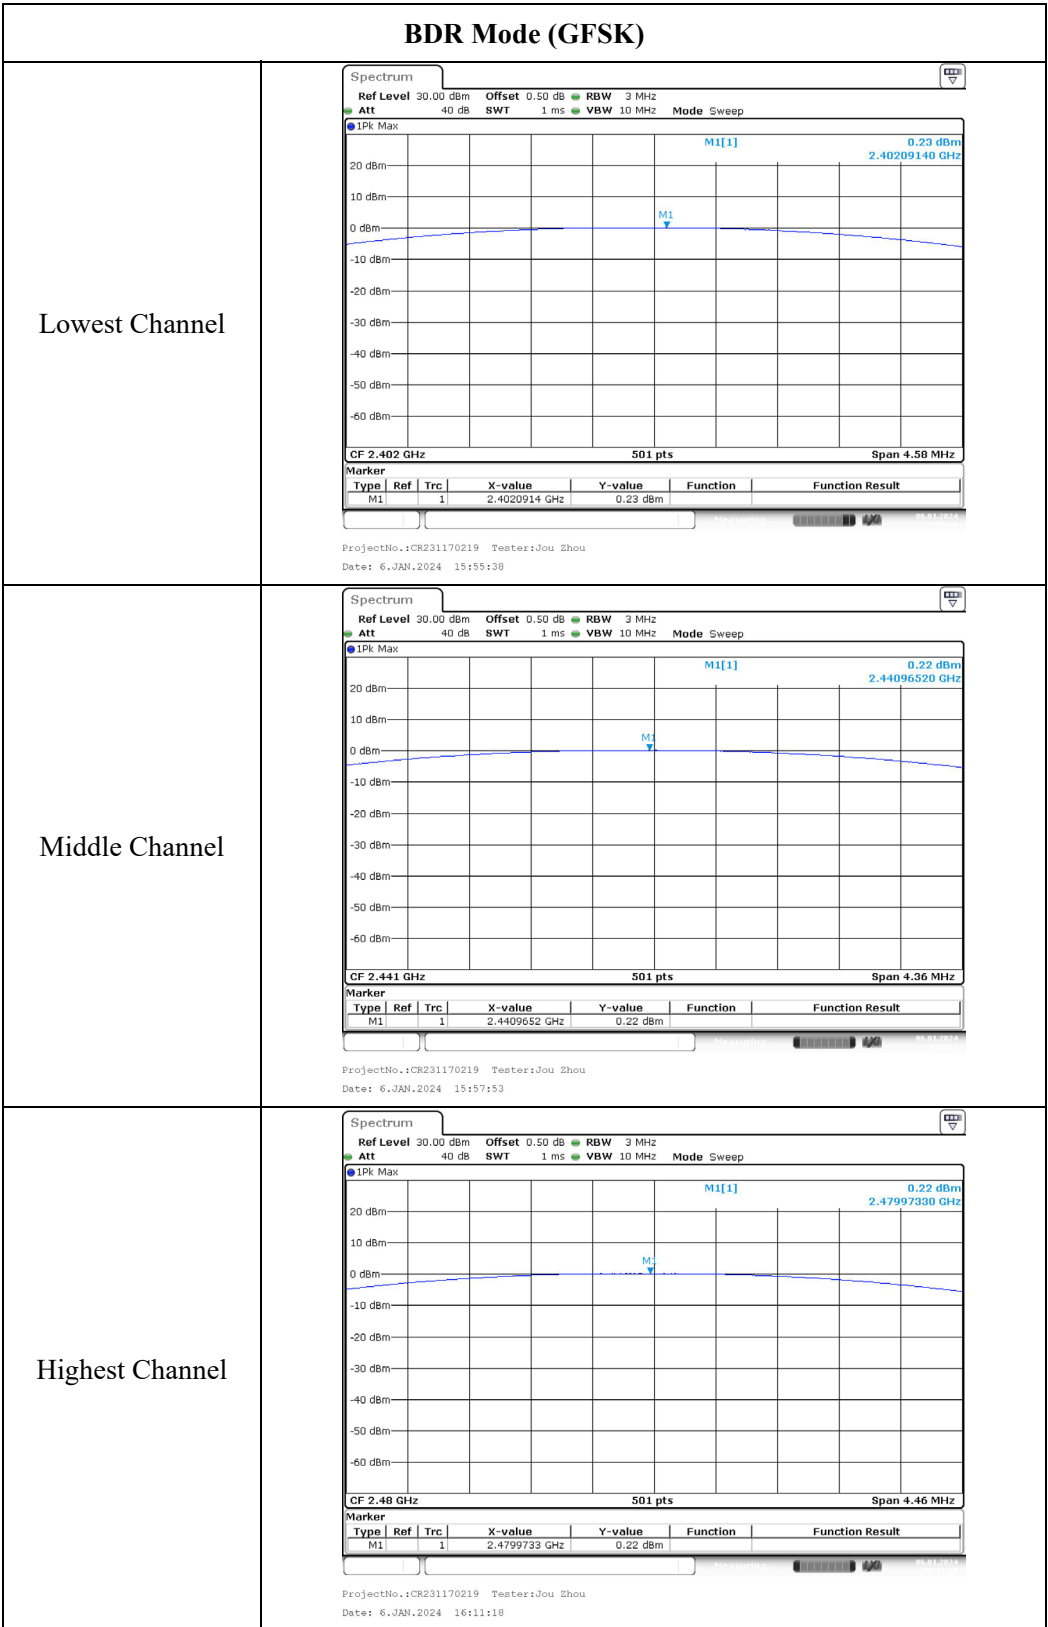 BDR Mode (GFSK)
Lowest Channel
Spectrum
Ref Level 30.00 dBm Offset 0.50 dB RBW 3 MHz
Att 40 dB SWT 1 ms VBW 10 MHz Mode Sweep
1Pk Max
M1[1] 0.23 dBm
2.40209140 GHz
20 dBm
10 dBm
M1
0 dBm
-10 dBm
-20 dBm
-30 dBm
-40 dBm
-50 dBm
-60 dBm
CF 2.402 GHz 501 pts Span 4.58 MHz
Marker
Type Ref Trc X-value Y-value Function Function Result
M1 1 2.4020914 GHz 0.23 dBm
Measuring 06.01.2024
ProjectNo.:CR231170219 Tester:Jou Zhou
Date: 6.JAN.2024 15:55:38
Middle Channel
Spectrum
Ref Level 30.00 dBm Offset 0.50 dB RBW 3 MHz
Att 40 dB SWT 1 ms VBW 10 MHz Mode Sweep
1Pk Max
M1[1] 0.22 dBm
2.44096520 GHz
20 dBm
10 dBm
M1
0 dBm
-10 dBm
-20 dBm
-30 dBm
-40 dBm
-50 dBm
-60 dBm
CF 2.441 GHz 501 pts Span 4.36 MHz
Marker
Type Ref Trc X-value Y-value Function Function Result
M1 1 2.4409652 GHz 0.22 dBm
Measuring 06.01.2024
ProjectNo.:CR231170219 Tester:Jou Zhou
Date: 6.JAN.2024 15:57:53
Highest Channel
Spectrum
Ref Level 30.00 dBm Offset 0.50 dB RBW 3 MHz
Att 40 dB SWT 1 ms VBW 10 MHz Mode Sweep
1Pk Max
M1[1] 0.22 dBm
2.47997330 GHz
20 dBm
10 dBm
M1
0 dBm
-10 dBm
-20 dBm
-30 dBm
-40 dBm
-50 dBm
-60 dBm
CF 2.48 GHz 501 pts Span 4.46 MHz
Marker
Type Ref Trc X-value Y-value Function Function Result
M1 1 2.4799733 GHz 0.22 dBm
Measuring 06.01.2024
ProjectNo.:CR231170219 Tester:Jou Zhou
Date: 6.JAN.2024 16:11:18